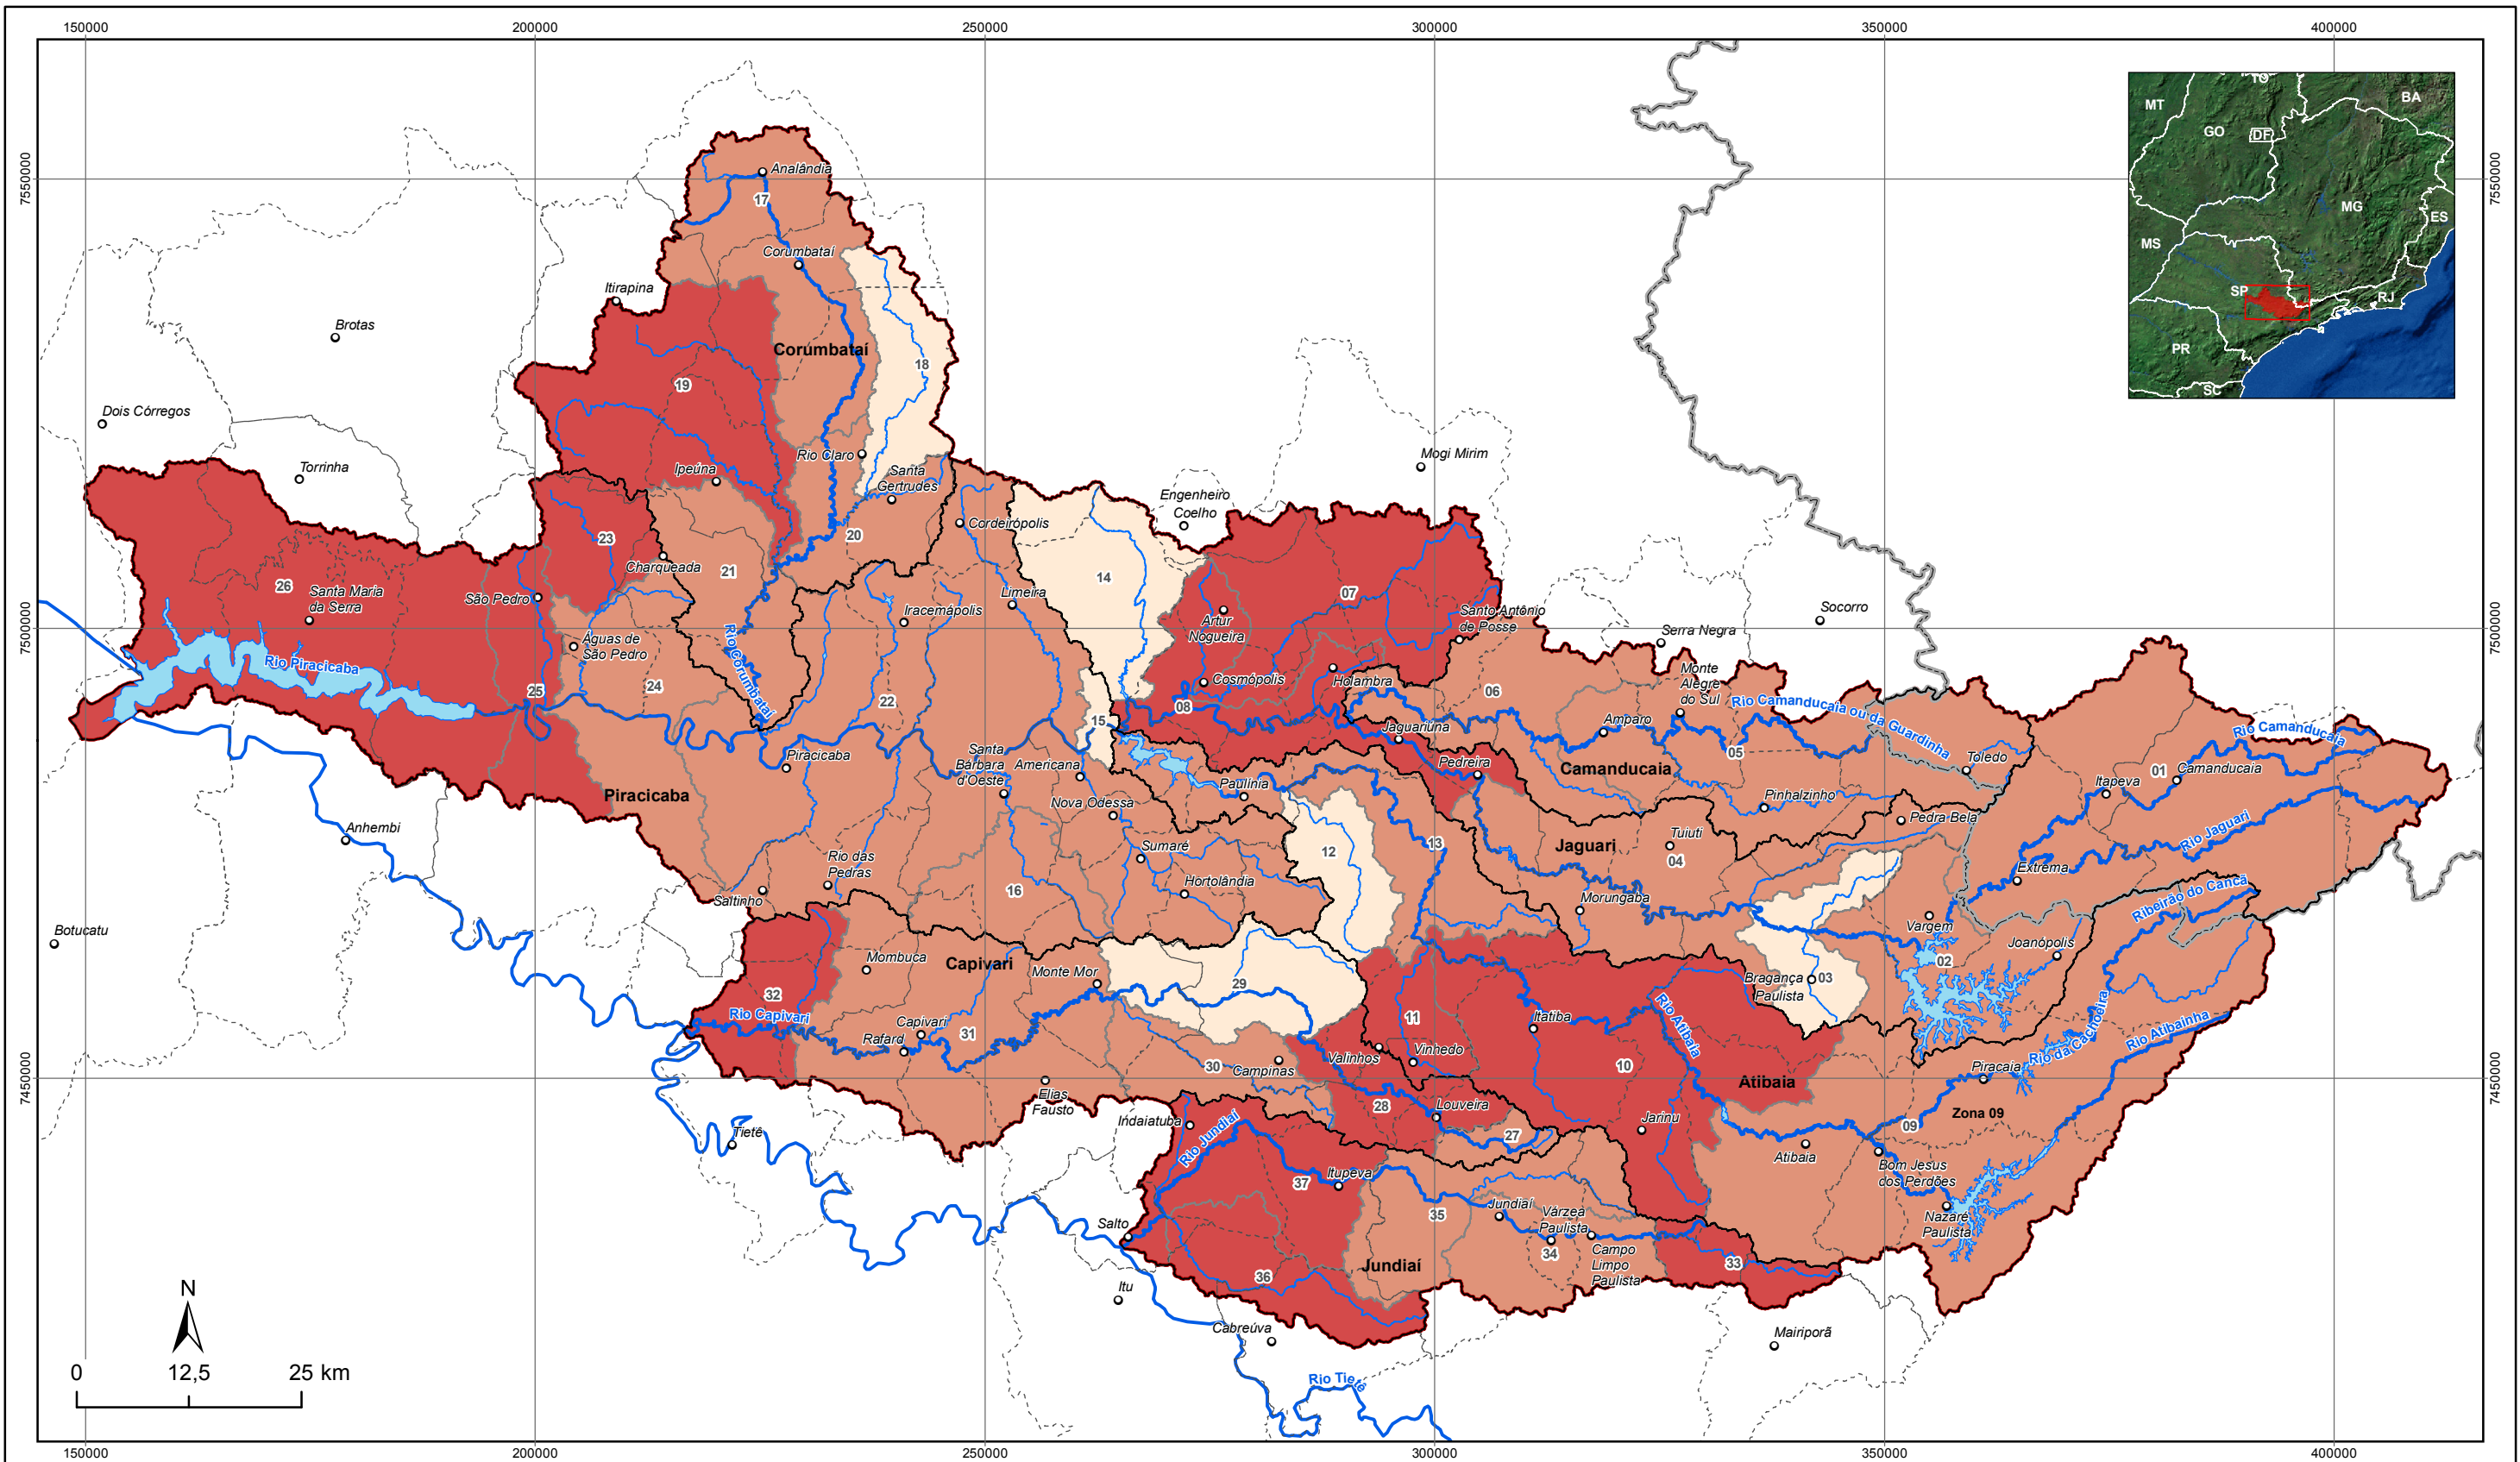 150000
200000
250000
300000
350000
400000
7550000
7550000
TO
BA
MT
GO
DF
MG
ES
MS
SP
RJ
PR
SC
Analândia
17
Corumbataí
Itirapina
Brotas
Corumbataí
18
19
Dois Córregos
Torrinha
Ipeúna
Rio Claro
Santa
Gertrudes
Mogi Mirim
Engenheiro
Coelho
Cordeirópolis
20
23
Charqueada
21
14
07
26
Santa Maria
da Serra
São Pedro
Iracemápolis
Limeira
Artur
Nogueira
Santo Antônio
de Posse
Socorro
Serra Negra
7500000
7500000
Águas de
São Pedro
Rio Corumbataí
Rio Piracicaba
24
25
22
15
08
Cosmópolis
Holambra
06
Monte
Alegre
do Sul
Rio Camanducaia ou da Guardinha
Rio Camanducaia
Amparo
Jaguariúna
05
Toledo
01
Camanducaia
Itapeva
Piracicaba
Santa
Bárbara
d'Oeste
Americana
Pedreira
Camanducaia
Paulínia
Piracicaba
Nova Odessa
Pinhalzinho
Pedra Bela
Rio Jaguari
Anhembi
Sumaré
12
13
Jaguari
Tuiuti
04
Rio das
Pedras
Saltinho
16
Hortolândia
Morungaba
Extrema
Ribeirão do Cancã
Vargem
Botucatu
Joanópolis
02
Mombuca
Capivari
Monte Mor
29
Bragança
Paulista
03
32
Rio Capivari
Capivari
Rafard
31
11
Itatiba
Rio Atibaia
Rio da Cachoeira
Rio Atibainha
30
Campinas
Valinhos
Vinhedo
10
Atibaia
Piracaia
7450000
7450000
Elias
Fausto
28
Louveira
Jarinu
Zona 09
09
Indaiatuba
Rio Jundiaí
27
Tietê
Atibaia
Bom Jesus
dos Perdões
37
Itupeva
35
Jundiaí
Várzea
Paulista
34
Campo
Limpo
Paulista
Nazaré
Paulista
Salto
36
Jundiaí
33
Itu
Cabreúva
Mairiporã
Rio Tietê
N
0
12,5
25 km
150000
200000
250000
300000
350000
400000